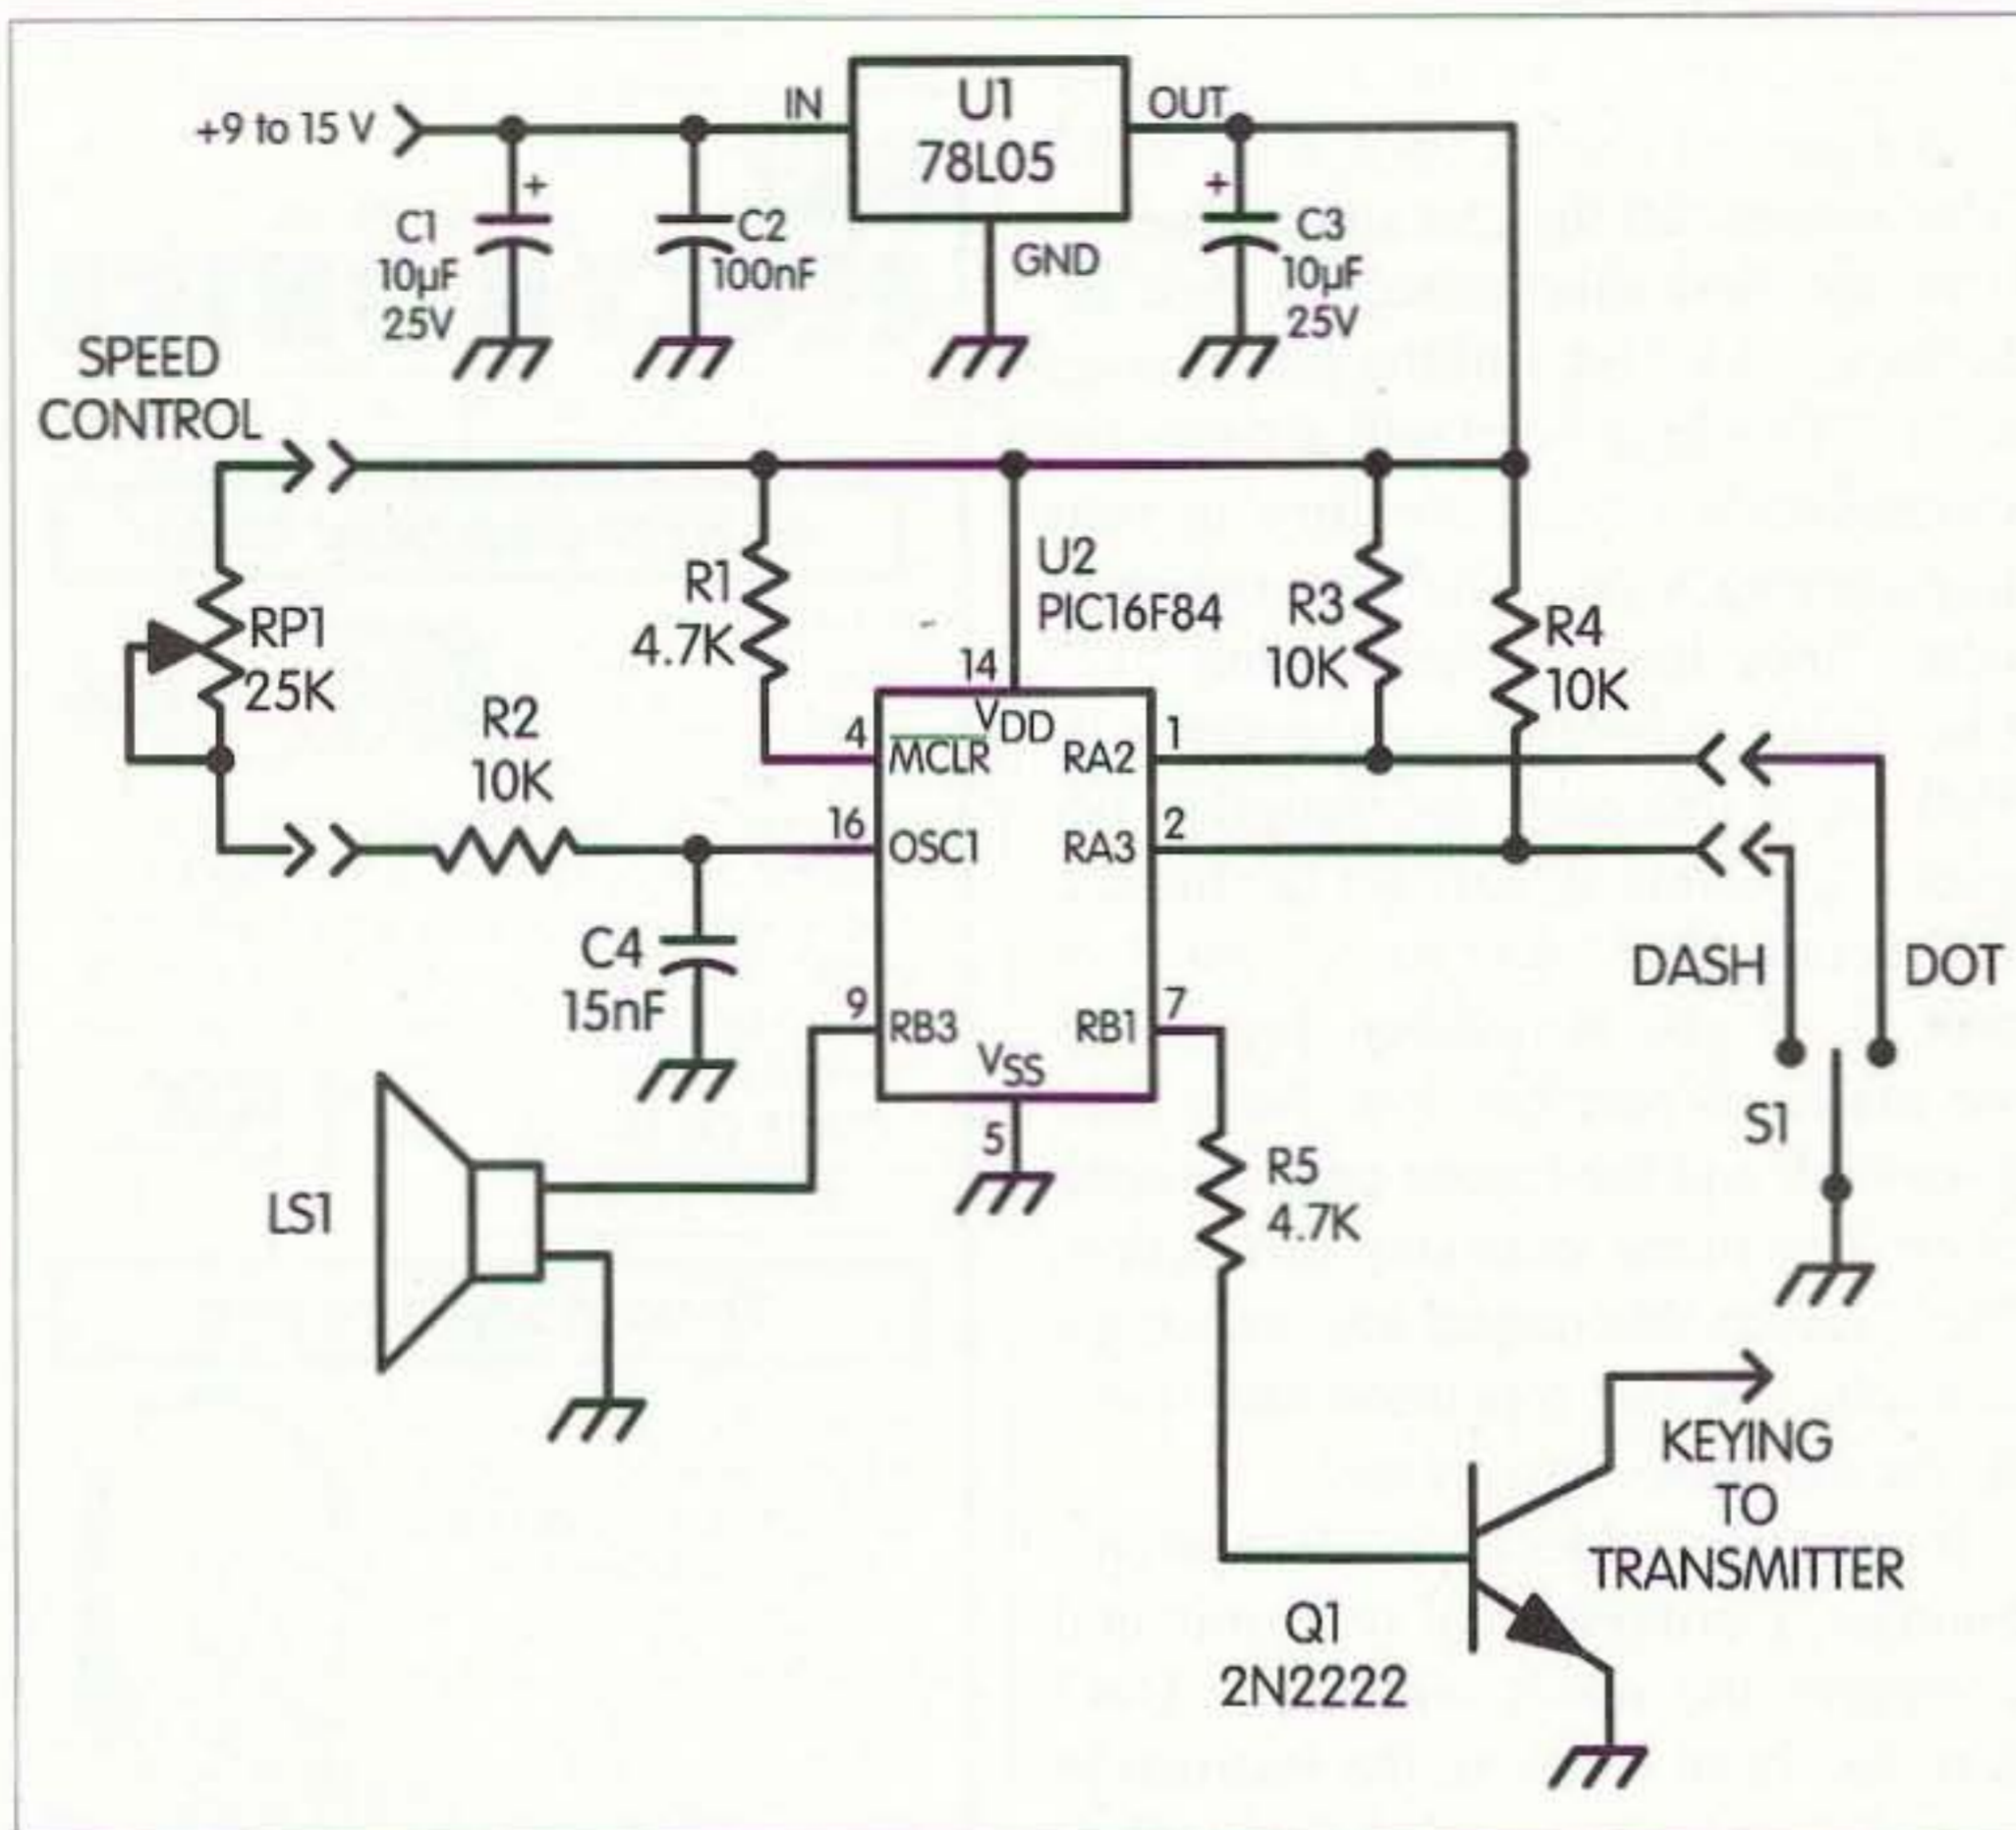 +9 to 15 V
IN
U1
78L05
OUT
GND
+
C1
10µF
25V
C2
100nF
+
C3
10µF
25V
SPEED
CONTROL
RP1
25K
R1
4.7K
U2
PIC16F84
R3
10K
R4
10K
R2
10K
14
VDD
4
MCLR
RA2
1
16
OSC1
RA3
2
C4
15nF
9
RB3
RB1
7
VSS
5
DASH
DOT
S1
LS1
R5
4.7K
KEYING
TO
TRANSMITTER
Q1
2N2222